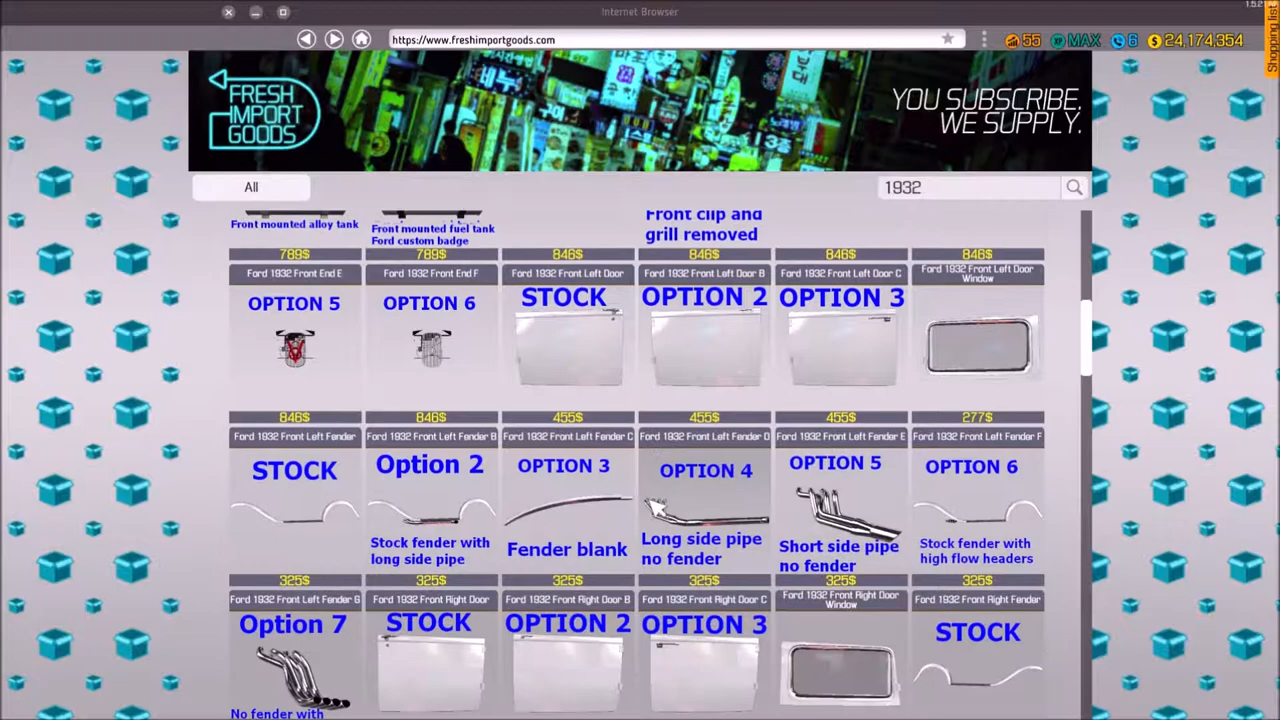 Internet Browser
1:52
Shopping list
https://www.freshimportgoods.com
55
XP MAX
6
$ 24,174,354
FRESH
IMPORT
GOODS
YOU SUBSCRIBE.
WE SUPPLY.
All
1932
Front mounted alloy tank
Front mounted fuel tank
Ford custom badge
Front clip and
grill removed
789$ 789$ 846$ 846$ 846$ 846$
Ford 1932 Front End E
OPTION 5
Ford 1932 Front End F
OPTION 6
Ford 1932 Front Left Door
STOCK
Ford 1932 Front Left Door B
OPTION 2
Ford 1932 Front Left Door C
OPTION 3
Ford 1932 Front Left Door
Window
846$ 846$ 455$ 455$ 455$ 277$
Ford 1932 Front Left Fender
STOCK
Ford 1932 Front Left Fender B
Option 2
Stock fender with
long side pipe
Ford 1932 Front Left Fender C
OPTION 3
Fender blank
Ford 1932 Front Left Fender D
OPTION 4
Long side pipe
no fender
Ford 1932 Front Left Fender E
OPTION 5
Short side pipe
no fender
Ford 1932 Front Left Fender F
OPTION 6
Stock fender with
high flow headers
325$ 325$ 325$ 325$ 325$ 325$
Ford 1932 Front Left Fender G
Option 7
No fender with
Ford 1932 Front Right Door
STOCK
Ford 1932 Front Right Door B
OPTION 2
Ford 1932 Front Right Door C
OPTION 3
Ford 1932 Front Right Door
Window
Ford 1932 Front Right Fender
STOCK